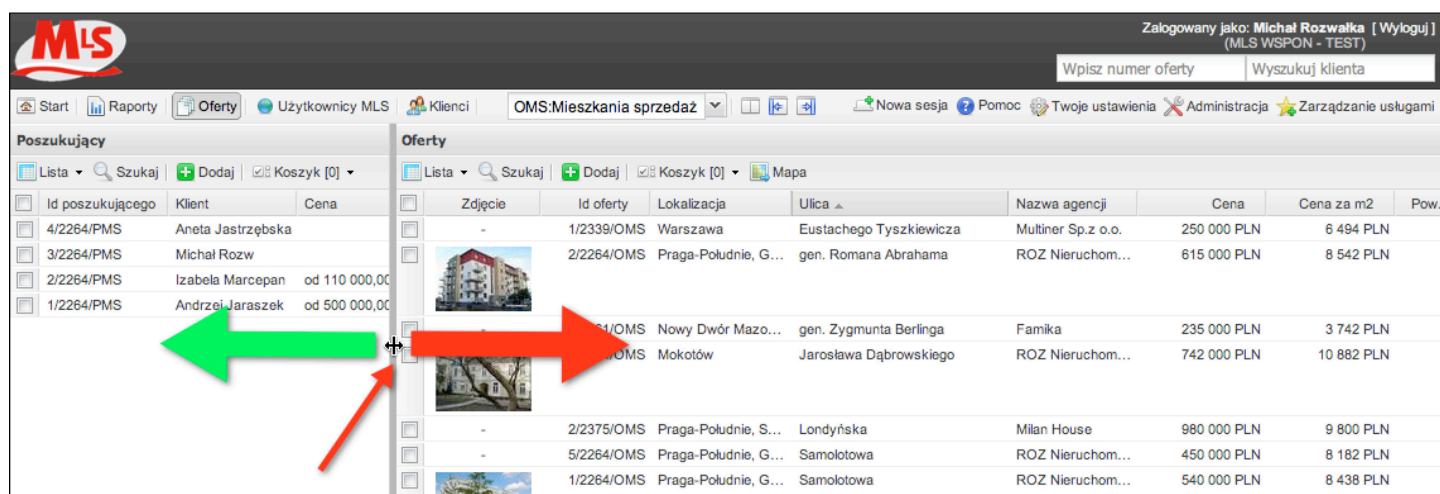 MLS
Zalogowany jako: Michał Rozwałka [ Wyloguj ]
(MLS WSPON - TEST)
Wpisz numer oferty Wyszukuj klienta
Start Raporty Oferty Użytkownicy MLS Klienci OMS:Mieszkania sprzedaż Nowa sesja Pomoc Twoje ustawienia Administracja Zarządzanie usługami
Poszukujący
Lista Szukaj Dodaj Koszyk [0]
Id poszukującego Klient Cena
4/2264/PMS Aneta Jastrzębska
3/2264/PMS Michał Rozw
2/2264/PMS Izabela Marcepan od 110 000,00
1/2264/PMS Andrzej Jaraszek od 500 000,00
Oferty
Lista Szukaj Dodaj Koszyk [0] Mapa
Zdjęcie Id oferty Lokalizacja Ulica Nazwa agencji Cena Cena za m2 Pow.
- 1/2339/OMS Warszawa Eustachego Tyszkiewicza Multiner Sp.z o.o. 250 000 PLN 6 494 PLN
2/2264/OMS Praga-Południe, G... gen. Romana Abrahama ROZ Nieruchom... 615 000 PLN 8 542 PLN
- /OMS Nowy Dwór Mazo... gen. Zygmunta Berlinga Famika 235 000 PLN 3 742 PLN
/OMS Mokotów Jarosława Dąbrowskiego ROZ Nieruchom... 742 000 PLN 10 882 PLN
- 2/2375/OMS Praga-Południe, S... Londyńska Milan House 980 000 PLN 9 800 PLN
- 5/2264/OMS Praga-Południe, G... Samolotowa ROZ Nieruchom... 450 000 PLN 8 182 PLN
1/2264/OMS Praga-Południe, G... Samolotowa ROZ Nieruchom... 540 000 PLN 8 438 PLN